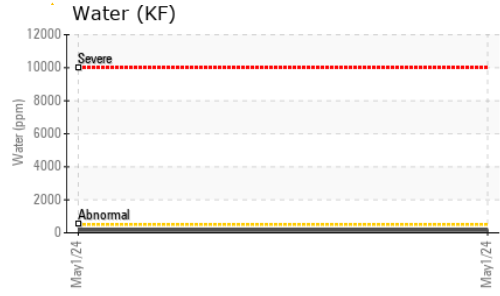 Water (KF)
12000
10000
8000
6000
4000
2000
0
Water (ppm)
Severe
Abnormal
May1/24
May1/24